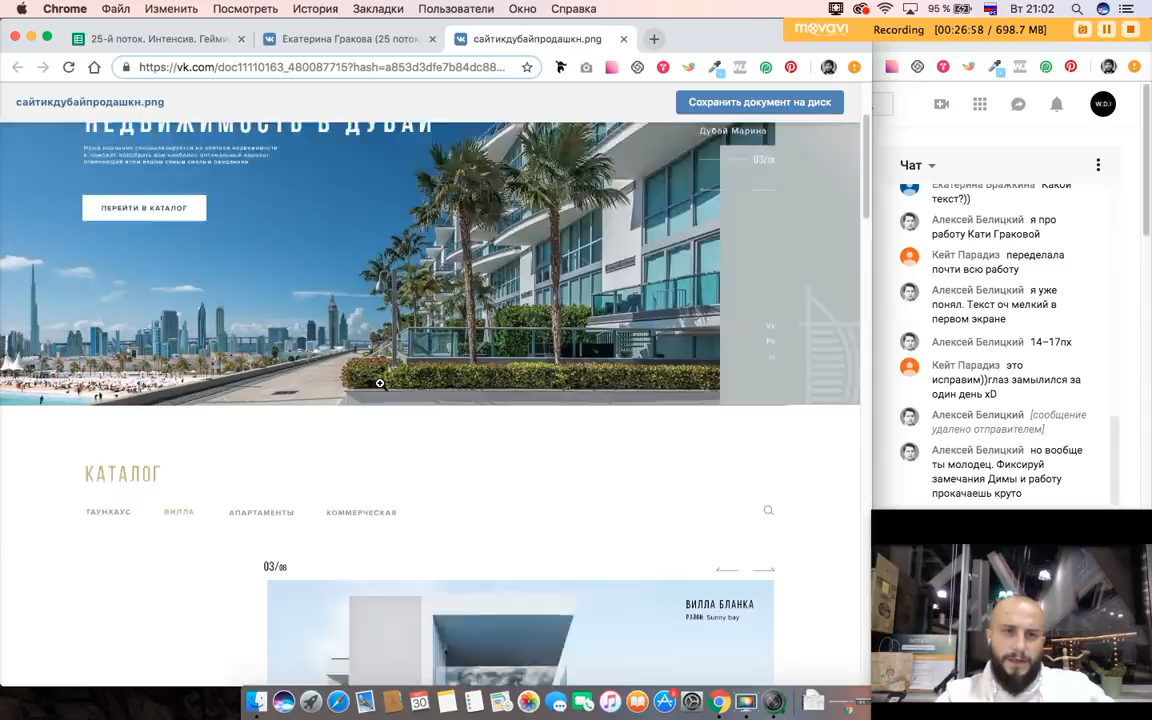 Chrome Файл Изменить Посмотреть История Закладки Пользователи Окно Справка
95 % Вт 21:02
movavi Recording [00:26:58 / 698.7 MB]
25-й поток. Интенсив. Гейми
Екатерина Гракова (25 поток
сайтикдубайпродашкн.png
https://vk.com/doc11110163_480087715?hash=a853d3dfe7b84dc88...
сайтикдубайпродашкн.png
Сохранить документ на диск
НЕДВИЖИМОСТЬ В ДУБАЙ
ПЕРЕЙТИ В КАТАЛОГ
Дубай Марина
КАТАЛОГ
ТАУНХАУС ВИЛЛА АПАРТАМЕНТЫ КОММЕРЧЕСКАЯ
03/08
ВИЛЛА БЛАНКА
РАЙОН: Sunny bay
W.D.I
Чат
Екатерина Бражкина Какой
текст?))
Алексей Белицкий я про
работу Кати Граковой
Кейт Парадиз переделала
почти всю работу
Алексей Белицкий я уже
понял. Текст оч мелкий в
первом экране
Алексей Белицкий 14–17пх
Кейт Парадиз это
исправим))глаз замылился за
один день xD
Алексей Белицкий [сообщение
удалено отправителем]
Алексей Белицкий но вообще
ты молодец. Фиксируй
замечания Димы и работу
прокачаешь круто
30